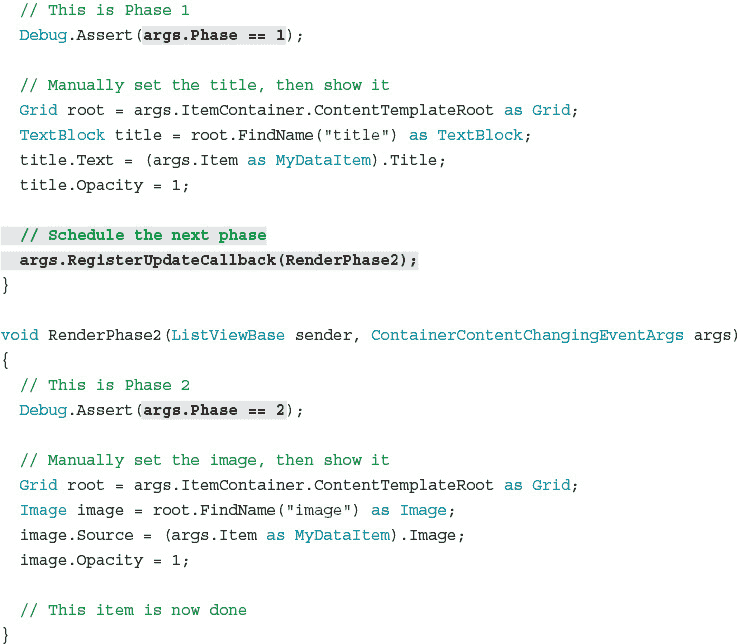 // This is Phase 1
Debug.Assert(args.Phase == 1);
// Manually set the title, then show it
Grid root = args.ItemContainer.ContentTemplateRoot as Grid;
TextBlock title = root.FindName("title") as TextBlock;
title.Text = (args.Item as MyDataItem).Title;
title.Opacity = 1;
// Schedule the next phase
args.RegisterUpdateCallback(RenderPhase2);
}
void RenderPhase2(ListViewBase sender, ContainerContentChangingEventArgs args)
{
// This is Phase 2
Debug.Assert(args.Phase == 2);
// Manually set the image, then show it
Grid root = args.ItemContainer.ContentTemplateRoot as Grid;
Image image = root.FindName("image") as Image;
image.Source = (args.Item as MyDataItem).Image;
image.Opacity = 1;
// This item is now done
}